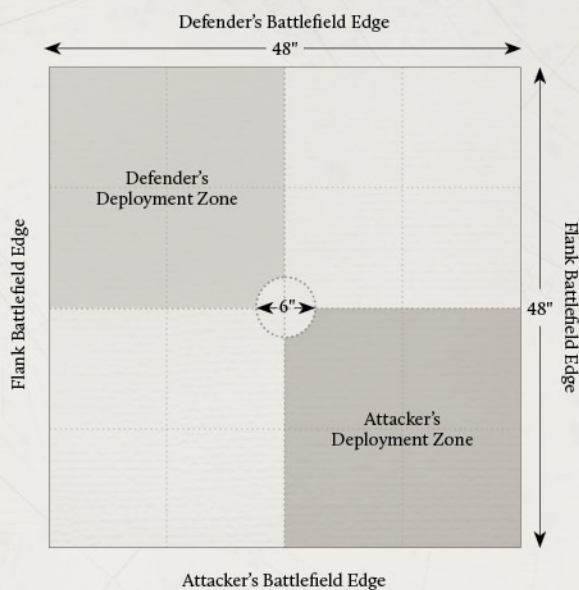 Defender’s Battlefield Edge
48"
Defender’s
Deployment Zone
Flank Battlefield Edge
6"
48"
Flank Battlefield Edge
Attacker’s
Deployment Zone
Attacker’s Battlefield Edge